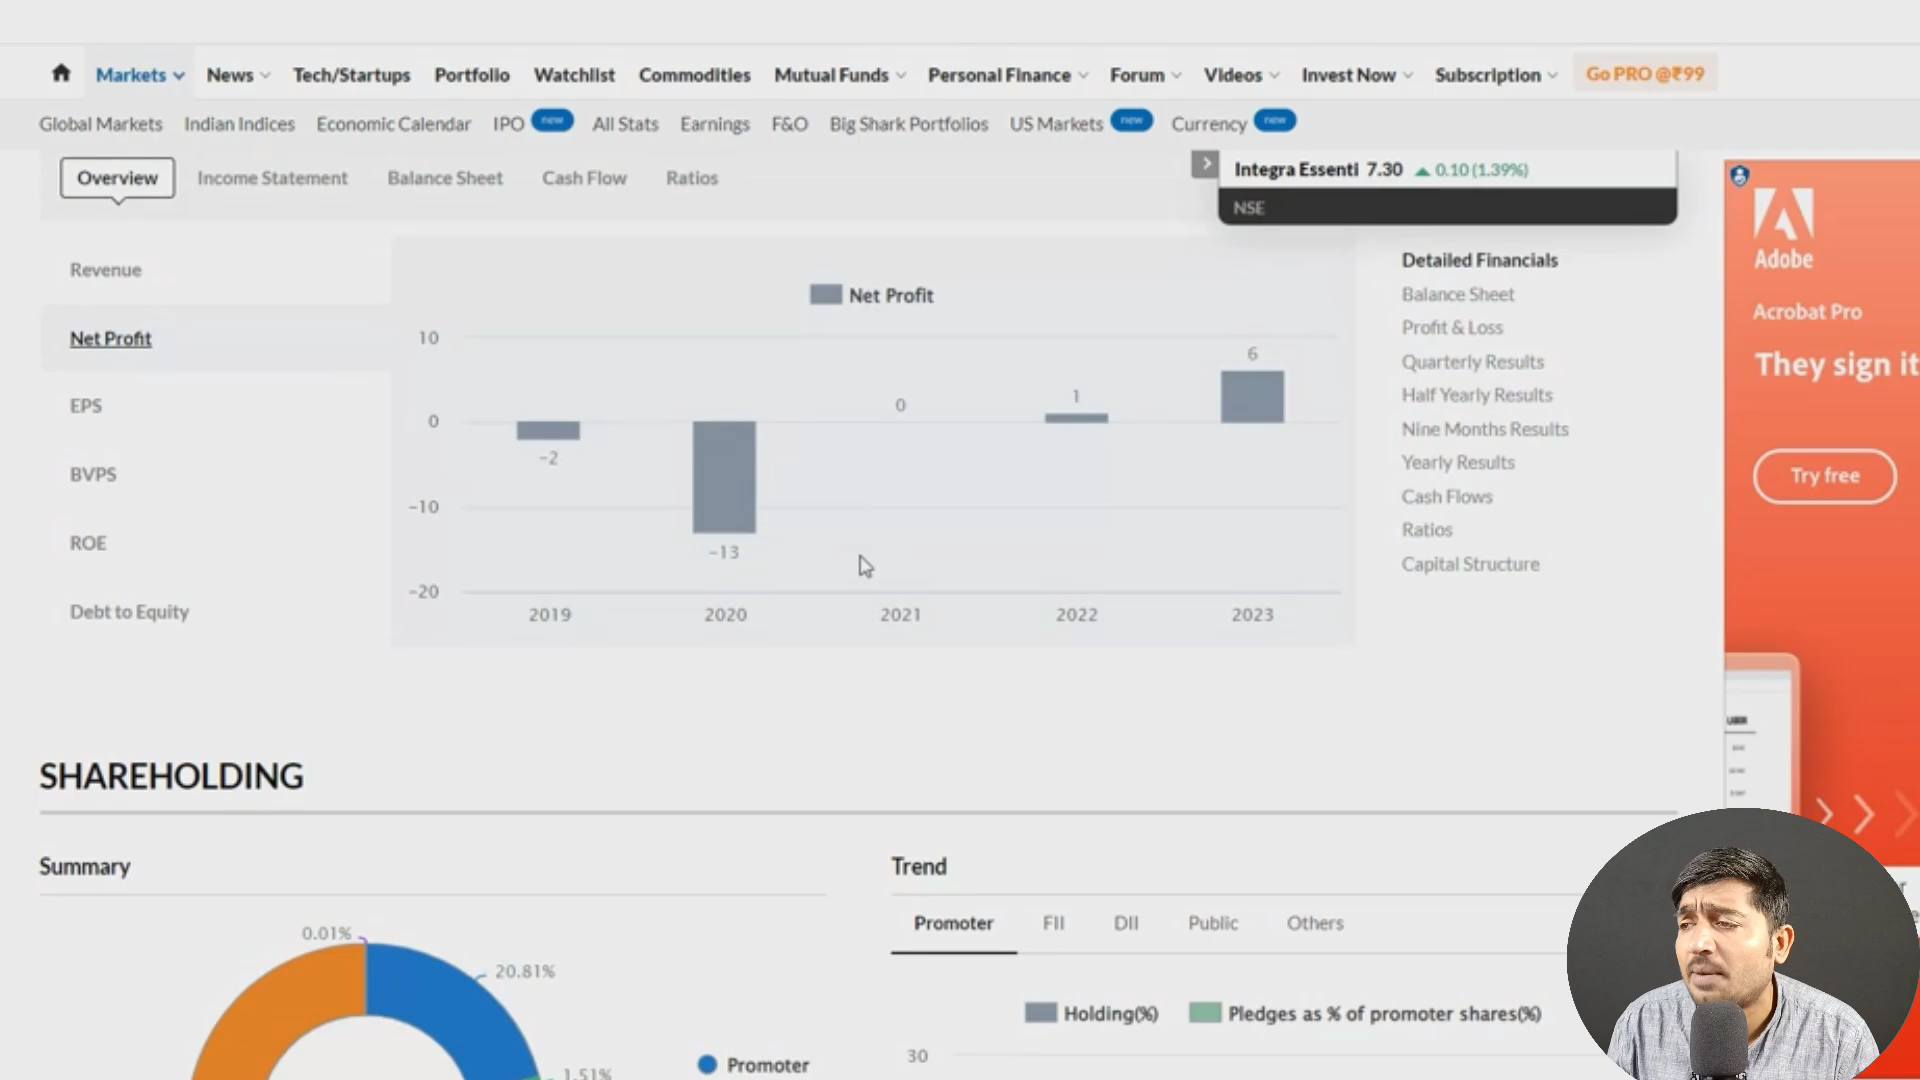 Markets News Tech/Startups Portfolio Watchlist Commodities Mutual Funds Personal Finance Forum Videos Invest Now Subscription Go PRO @₹99
Global Markets Indian Indices Economic Calendar IPO new All Stats Earnings F&O Big Shark Portfolios US Markets new Currency new
Overview Income Statement Balance Sheet Cash Flow Ratios
Integra Essenti 7.30 0.10 (1.39%)
NSE
Revenue
Net Profit
EPS
BVPS
ROE
Debt to Equity
Net Profit
10
0
-10
-20
-2
-13
0
1
6
2019 2020 2021 2022 2023
Detailed Financials
Balance Sheet
Profit & Loss
Quarterly Results
Half Yearly Results
Nine Months Results
Yearly Results
Cash Flows
Ratios
Capital Structure
Adobe
Acrobat Pro
They sign it
Try free
SHAREHOLDING
Summary
0.01%
20.81%
1.51%
Promoter
Trend
Promoter FII DII Public Others
Holding(%) Pledges as % of promoter shares(%)
30